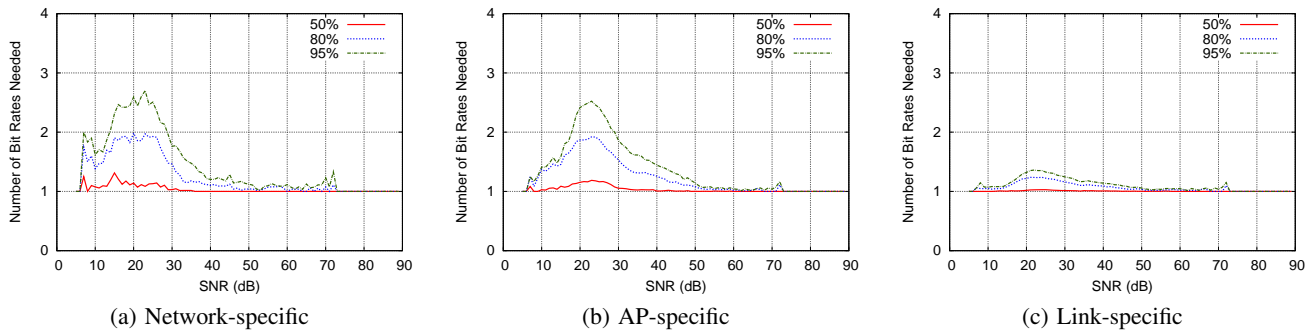 Number of Bit Rates Needed
4
3
2
1
0
50%
80%
95%
0 10 20 30 40 50 60 70 80 90
SNR (dB)
(a) Network-specific
Number of Bit Rates Needed
4
3
2
1
0
50%
80%
95%
0 10 20 30 40 50 60 70 80 90
SNR (dB)
(b) AP-specific
Number of Bit Rates Needed
4
3
2
1
0
50%
80%
95%
0 10 20 30 40 50 60 70 80 90
SNR (dB)
(c) Link-specific